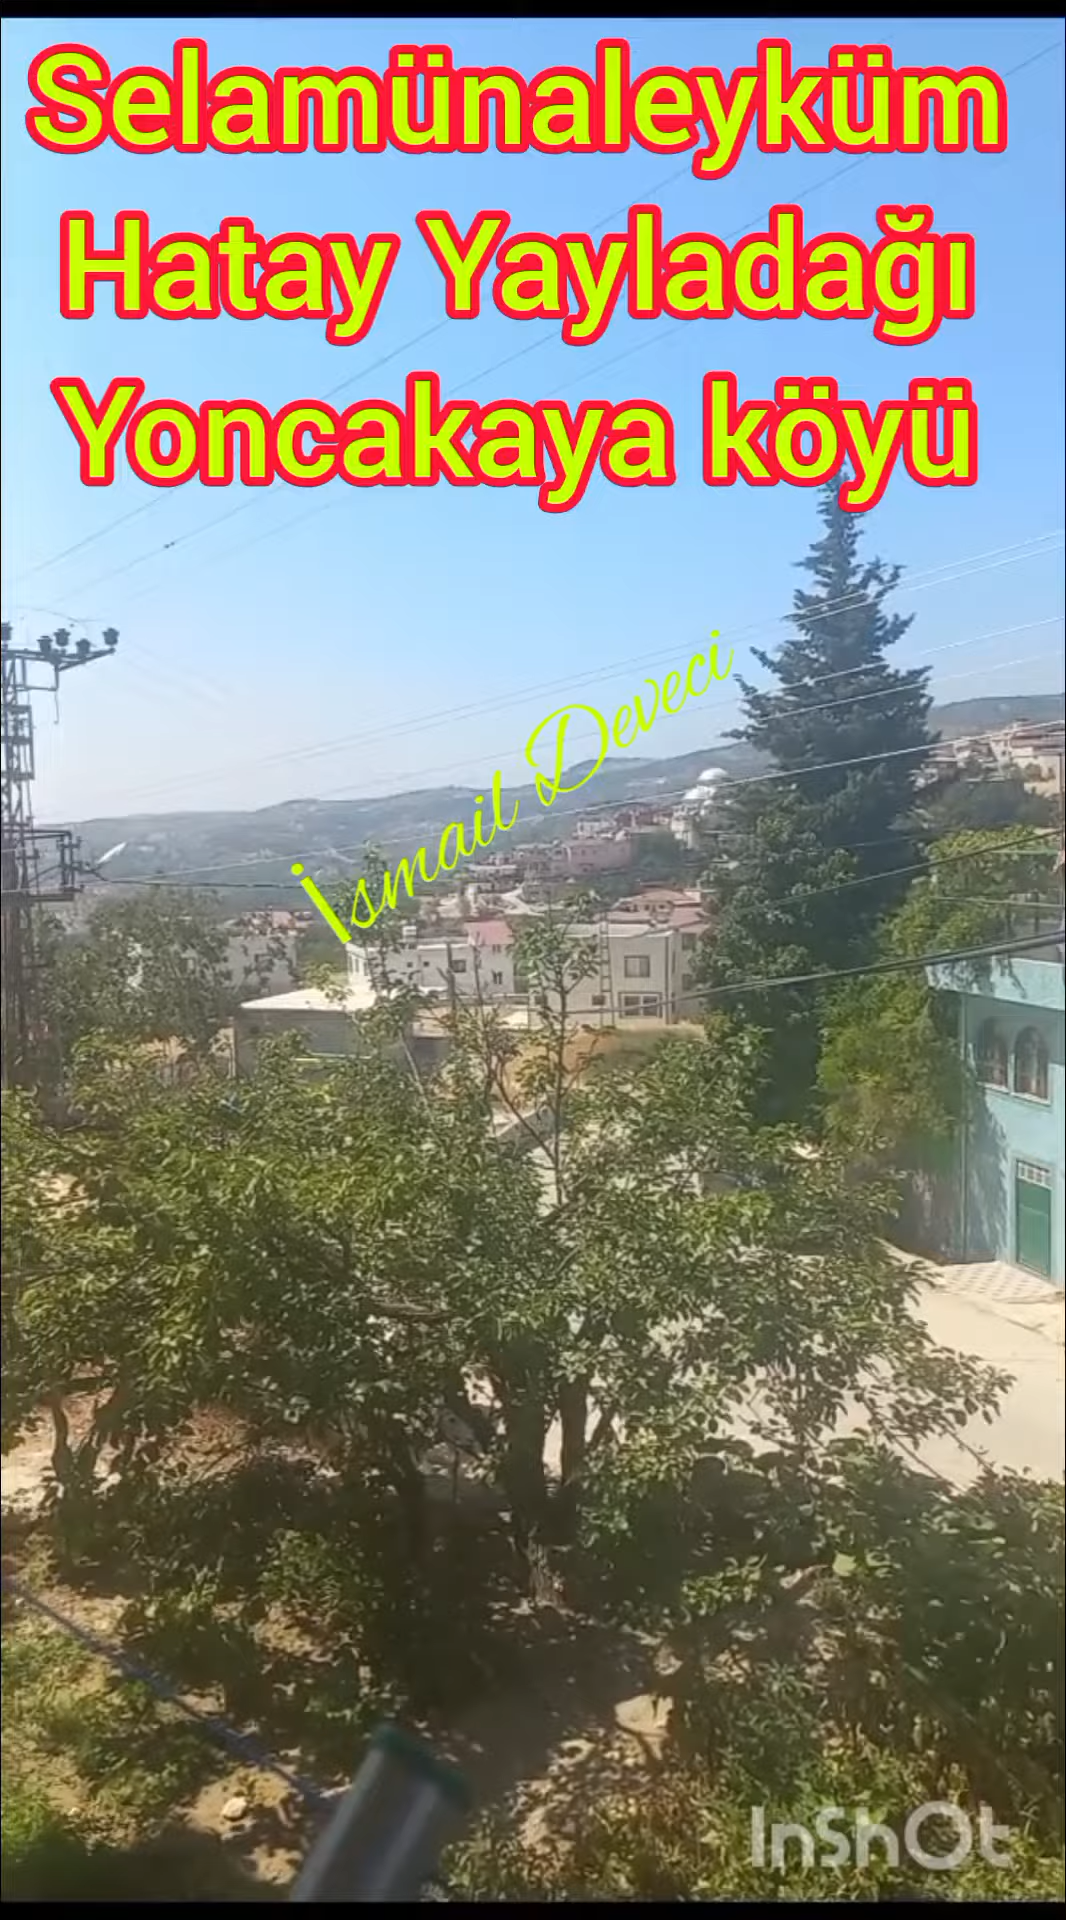 Selamünaleyküm
Hatay Yayladağı
Yoncakaya köyü
İsmail Deveci
InShOt